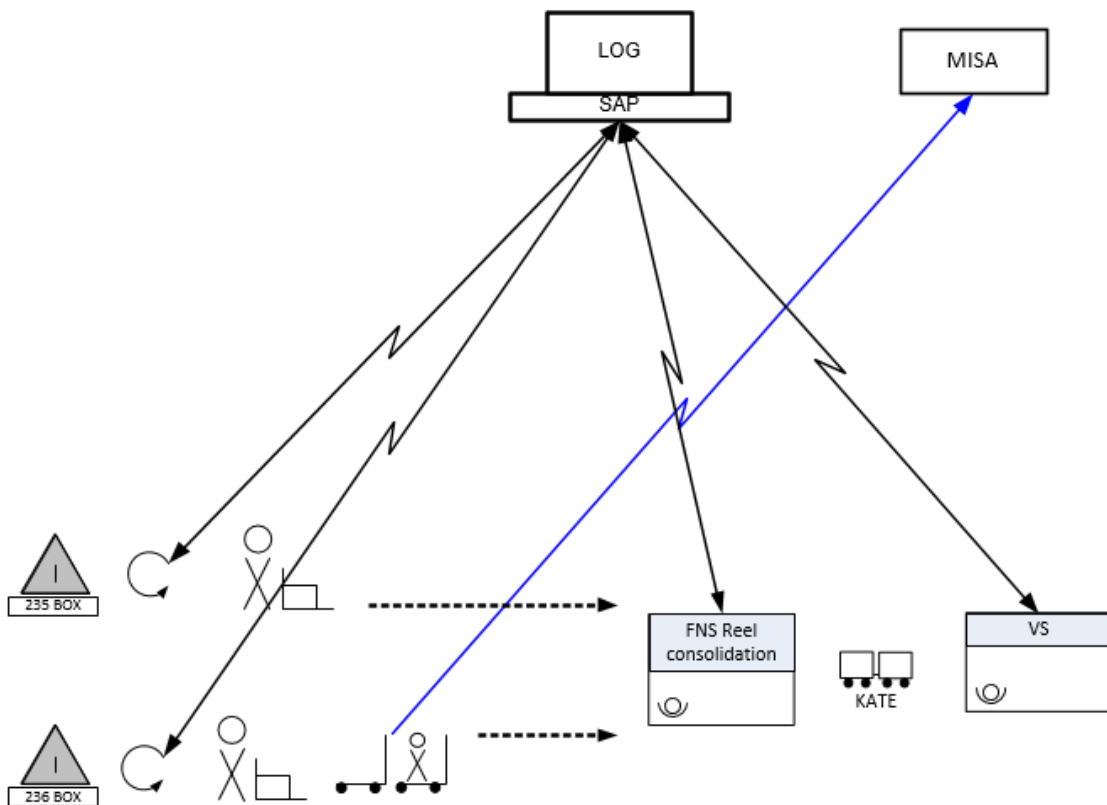 LOG
SAP
MISA
I
235 BOX
FNS Reel
consolidation
VS
KATE
I
236 BOX